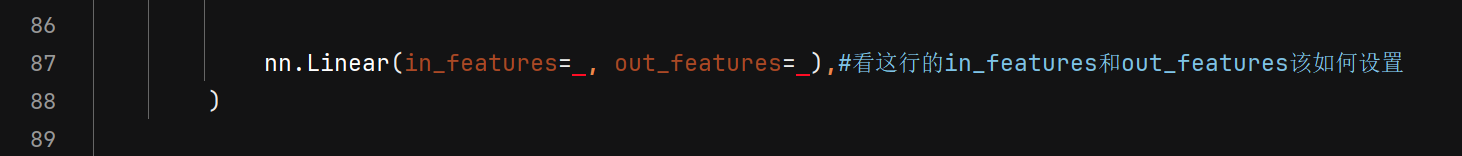 86
87 nn.Linear(in_features=_, out_features=_),#看这行的in_features和out_features该如何设置
88 )
89